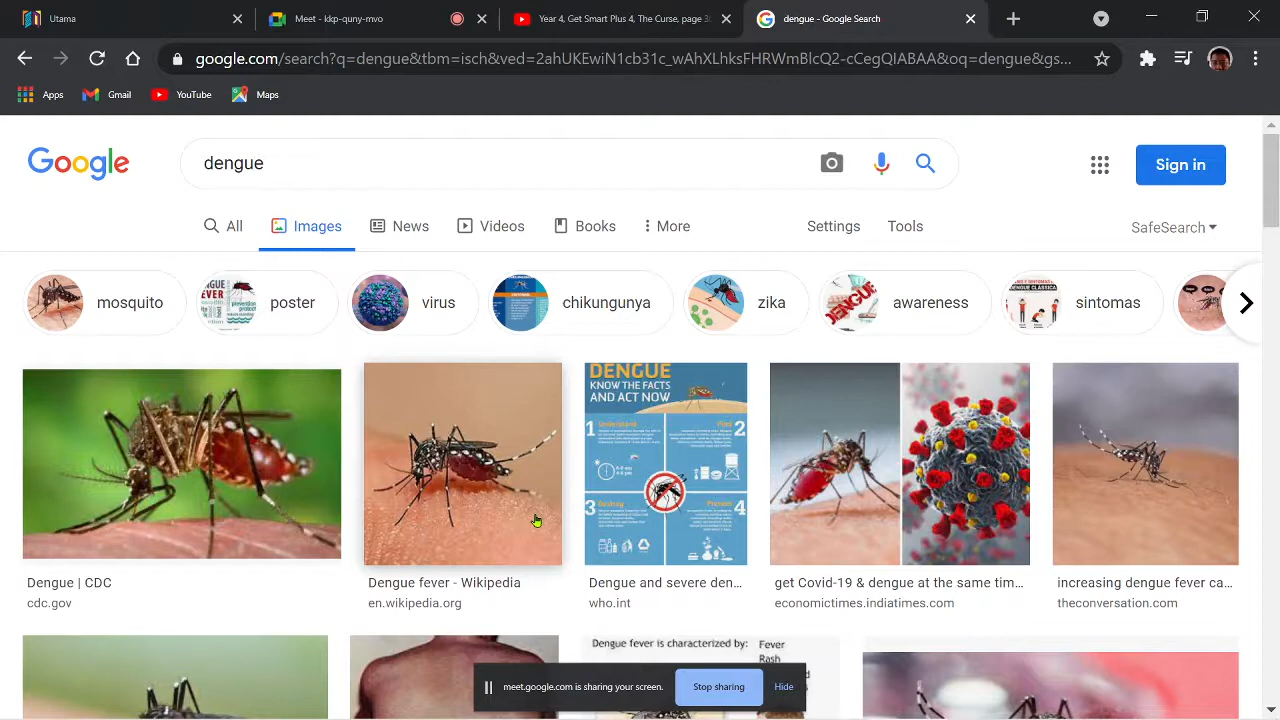 Utama
Meet - kdp-quny-mvo
Year 4, Get Smart Plus 4, The Curse, page 3
dengue - Google Search
google.com/search?q=dengue&tbm=isch&ved=2ahUKEwiN1cb31c_wAhXLhksFHRWmBlcQ2-cCegQIABAA&oq=dengue&gs...
Apps
Gmail
YouTube
Maps
Google
dengue
Sign in
All
Images
News
Videos
Books
More
Settings
Tools
SafeSearch
mosquito
poster
virus
chikungunya
zika
awareness
sintomas
DENGUE
KNOW THE FACTS
AND ACT NOW
1
2
3
4
Dengue | CDC
cdc.gov
Dengue fever - Wikipedia
en.wikipedia.org
Dengue and severe den...
who.int
get Covid-19 & dengue at the same tim...
economictimes.indiatimes.com
increasing dengue fever ca...
theconversation.com
Dengue fever is characterized by:
Fever
Rash
meet.google.com is sharing your screen.
Stop sharing
Hide